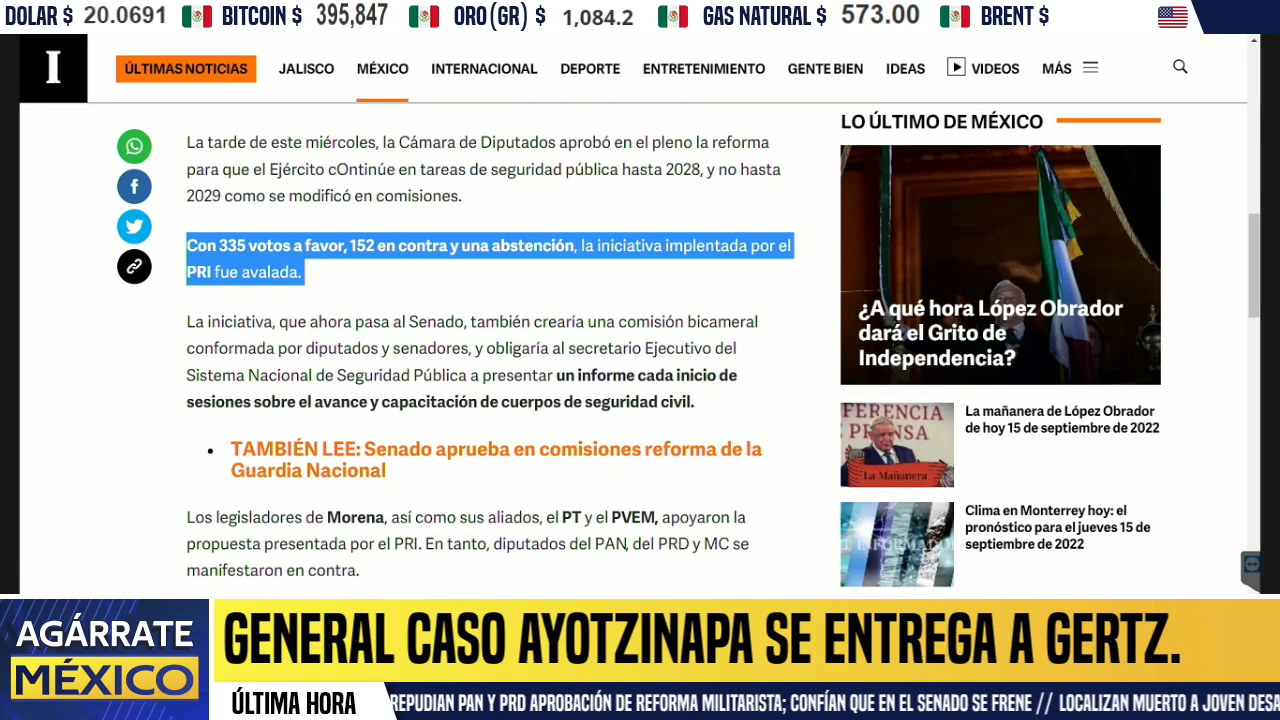 DOLAR $ 20.0691 BITCOIN $ 395,847 ORO(GR) $ 1,084.2 GAS NATURAL $ 573.00 BRENT $
I
ÚLTIMAS NOTICIAS JALISCO MÉXICO INTERNACIONAL DEPORTE ENTRETENIMIENTO GENTE BIEN IDEAS VIDEOS MÁS
La tarde de este miércoles, la Cámara de Diputados aprobó en el pleno la reforma
para que el Ejército cOntinúe en tareas de seguridad pública hasta 2028, y no hasta
2029 como se modificó en comisiones.
Con 335 votos a favor, 152 en contra y una abstención, la iniciativa implentada por el
PRI fue avalada.
La iniciativa, que ahora pasa al Senado, también crearía una comisión bicameral
conformada por diputados y senadores, y obligaría al secretario Ejecutivo del
Sistema Nacional de Seguridad Pública a presentar un informe cada inicio de
sesiones sobre el avance y capacitación de cuerpos de seguridad civil.
• TAMBIÉN LEE: Senado aprueba en comisiones reforma de la
Guardia Nacional
Los legisladores de Morena, así como sus aliados, el PT y el PVEM, apoyaron la
propuesta presentada por el PRI. En tanto, diputados del PAN, del PRD y MC se
manifestaron en contra.
LO ÚLTIMO DE MÉXICO
¿A qué hora López Obrador
dará el Grito de
Independencia?
FERENCIA
PRENSA
La Mañanera
La mañanera de López Obrador
de hoy 15 de septiembre de 2022
EL INFORMADOR
Clima en Monterrey hoy: el
pronóstico para el jueves 15 de
septiembre de 2022
AGÁRRATE
MÉXICO
GENERAL CASO AYOTZINAPA SE ENTREGA A GERTZ.
ÚLTIMA HORA
REPUDIAN PAN Y PRD APROBACIÓN DE REFORMA MILITARISTA; CONFÍAN QUE EN EL SENADO SE FRENE // LOCALIZAN MUERTO A JOVEN DESA